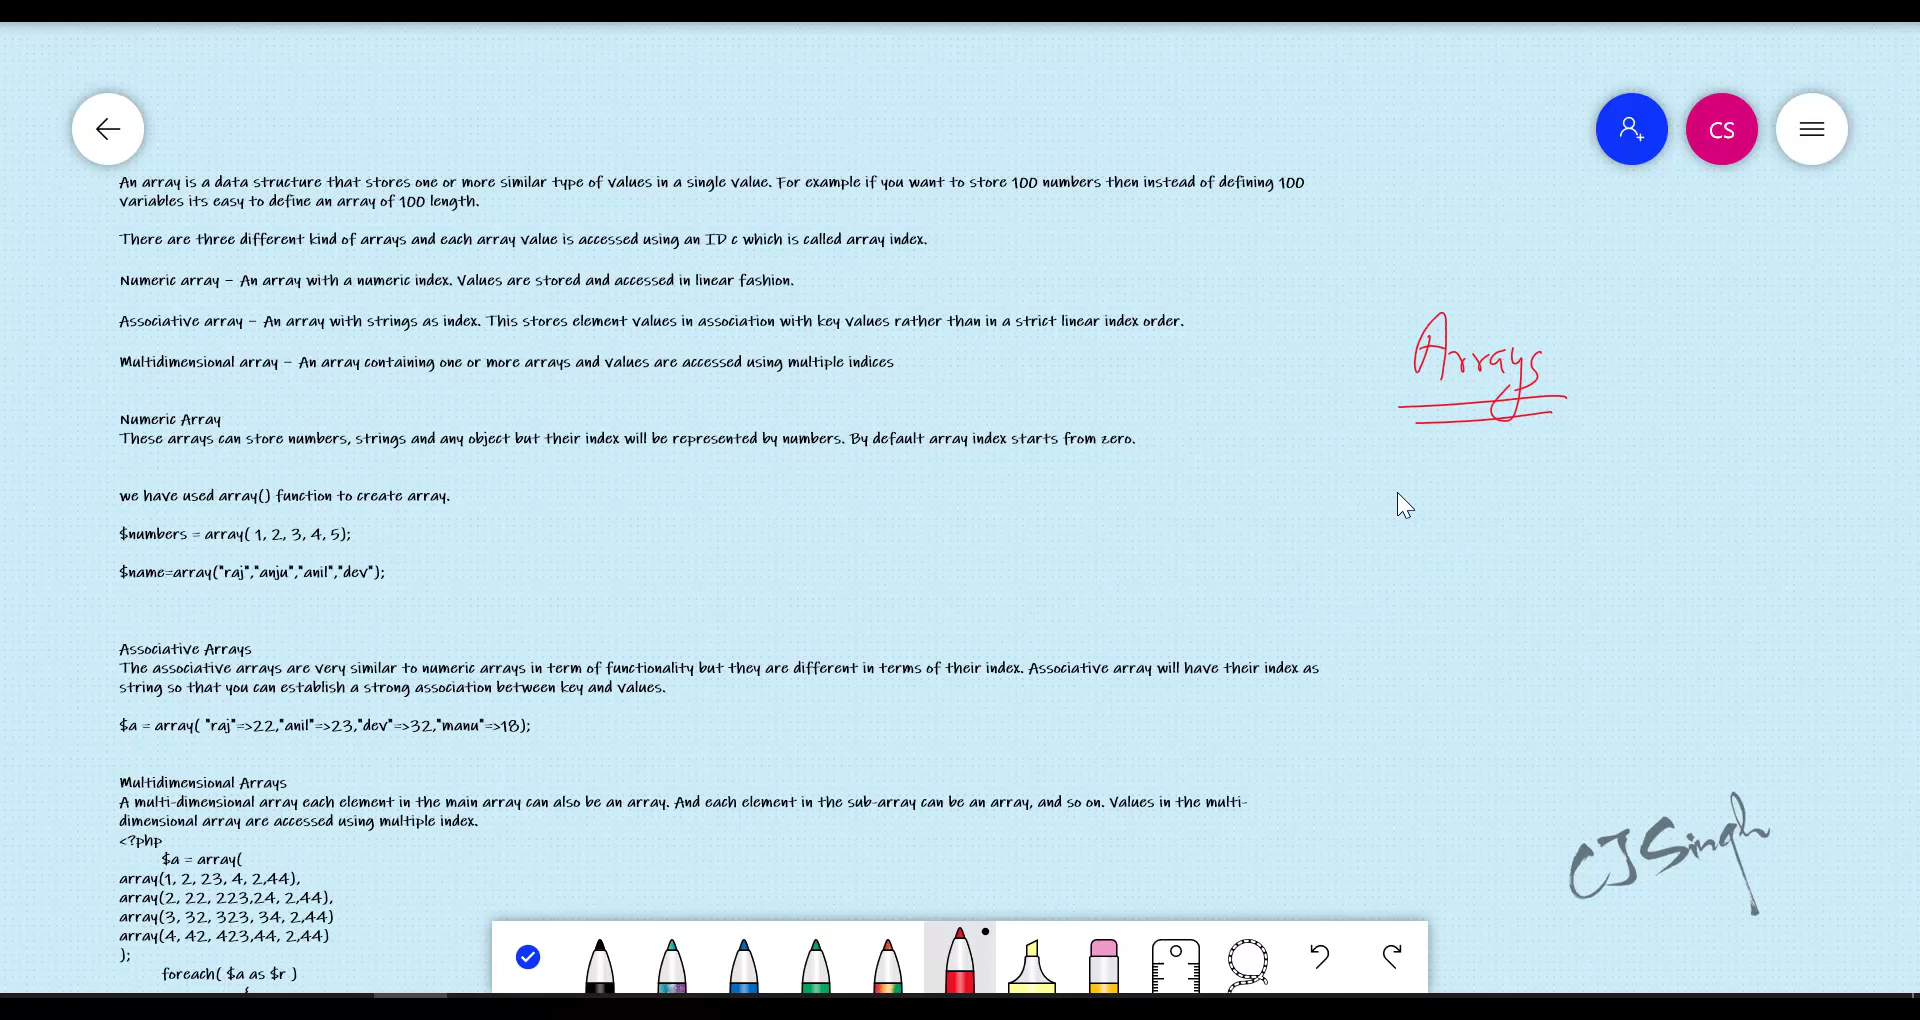 CS
An array is a data structure that stores one or more similar type of values in a single value. For example if you want to store 100 numbers then instead of defining 100
variables its easy to define an array of 100 length.
There are three different kind of arrays and each array value is accessed using an ID c which is called array index.
Numeric array – An array with a numeric index. Values are stored and accessed in linear fashion.
Associative array – An array with strings as index. This stores element values in association with key values rather than in a strict linear index order.
Arrays
Multidimensional array – An array containing one or more arrays and values are accessed using multiple indices
Numeric Array
These arrays can store numbers, strings and any object but their index will be represented by numbers. By default array index starts from zero.
we have used array() function to create array.
$numbers = array( 1, 2, 3, 4, 5);
$name=array("raj","anju","anil","dev");
Associative Arrays
The associative arrays are very similar to numeric arrays in term of functionality but they are different in terms of their index. Associative array will have their index as
string so that you can establish a strong association between key and values.
$a = array( "raj"=>22,"anil"=>23,"dev"=>32,"manu"=>18);
Multidimensional Arrays
A multi-dimensional array each element in the main array can also be an array. And each element in the sub-array can be an array, and so on. Values in the multi-
dimensional array are accessed using multiple index.
<?php
$a = array(
array(1, 2, 23, 4, 2,44),
array(2, 22, 223,24, 2,44),
array(3, 32, 323, 34, 2,44)
array(4, 42, 423,44, 2,44)
);
foreach( $a as $r )
{
CJSingh